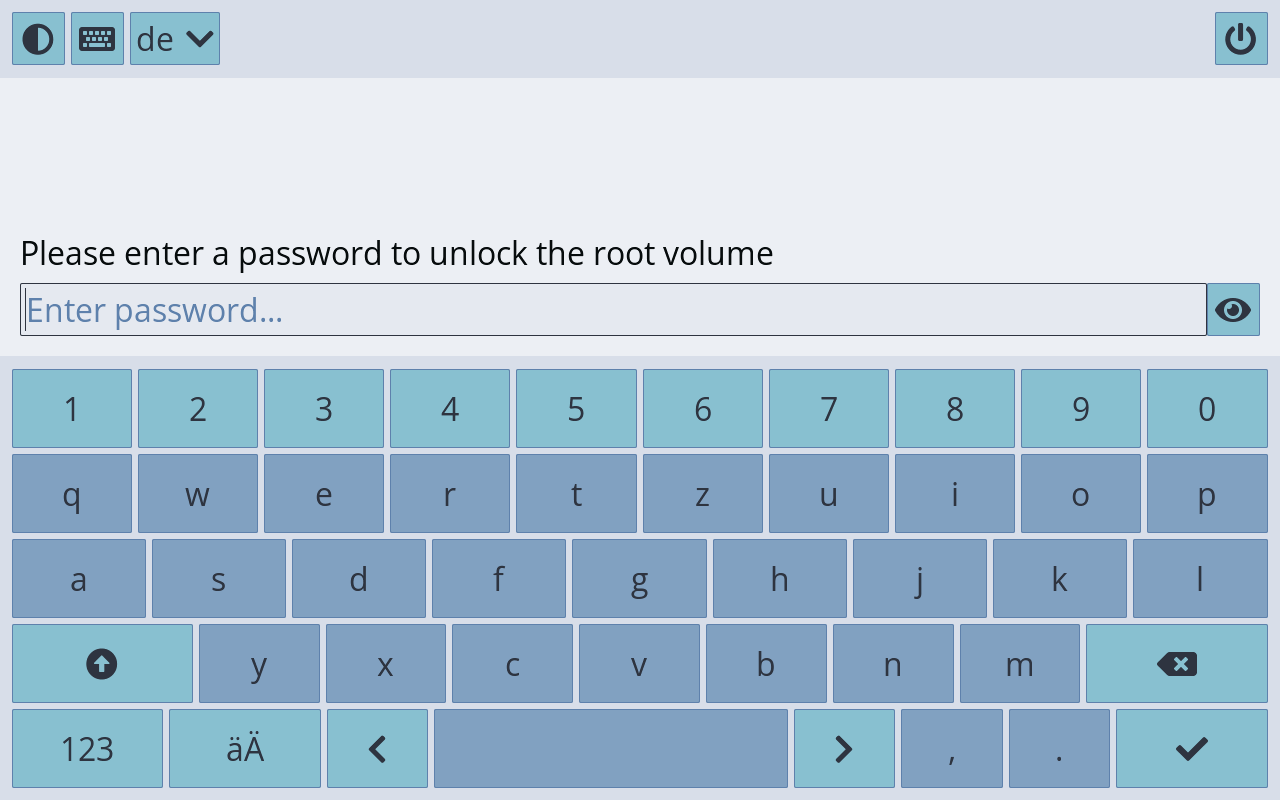 de
Please enter a password to unlock the root volume
Enter password...
1 2 3 4 5 6 7 8 9 0
q w e r t z u i o p
a s d f g h j k l
y x c v b n m
123 äÄ , .